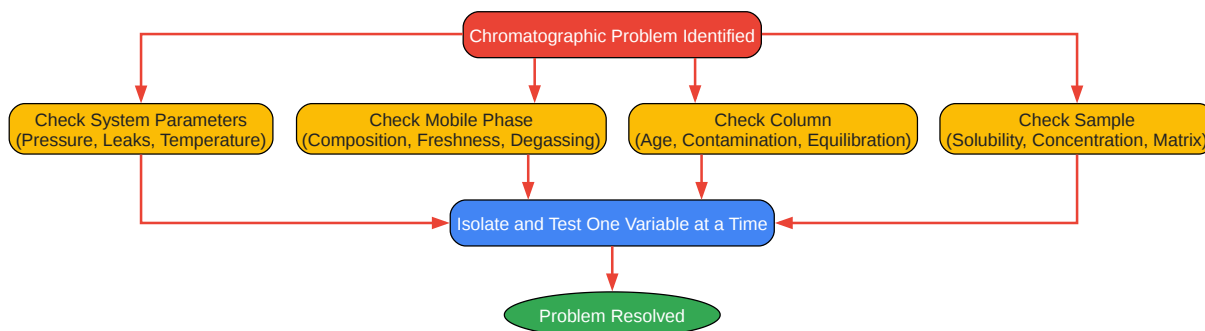 Chromatographic Problem Identified
Check System Parameters
(Pressure, Leaks, Temperature)
Check Mobile Phase
(Composition, Freshness, Degassing)
Check Column
(Age, Contamination, Equilibration)
Check Sample
(Solubility, Concentration, Matrix)
Isolate and Test One Variable at a Time
Problem Resolved